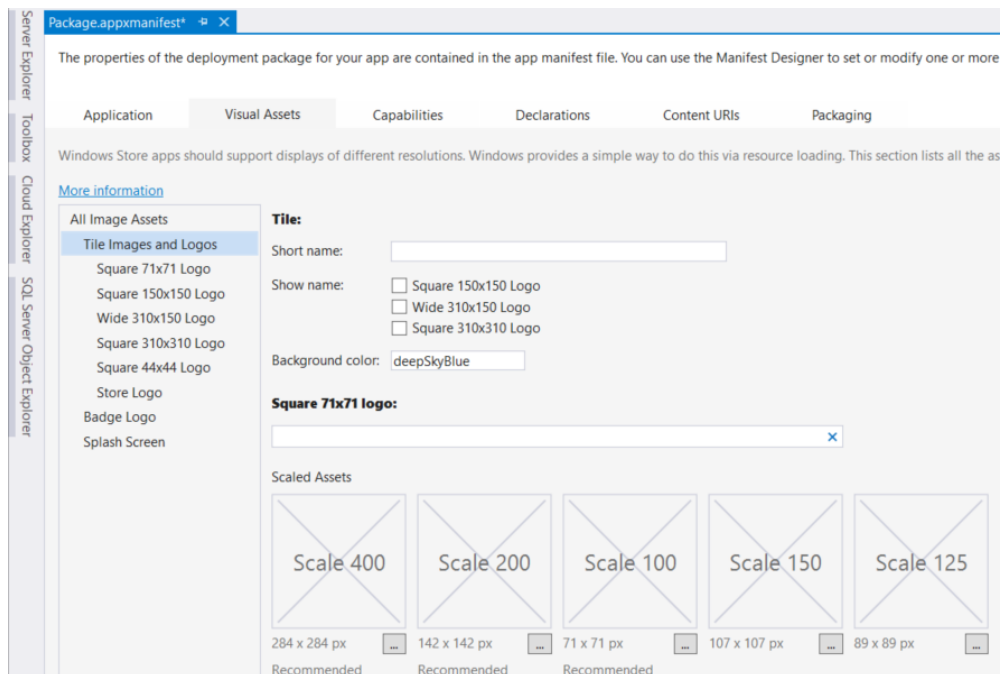 Server Explorer
Toolbox
Cloud Explorer
SQL Server Object Explorer
Package.appxmanifest*
The properties of the deployment package for your app are contained in the app manifest file. You can use the Manifest Designer to set or modify one or more
Application Visual Assets Capabilities Declarations Content URIs Packaging
Windows Store apps should support displays of different resolutions. Windows provides a simple way to do this via resource loading. This section lists all the as
More information
All Image Assets
Tile Images and Logos
Square 71x71 Logo
Square 150x150 Logo
Wide 310x150 Logo
Square 310x310 Logo
Square 44x44 Logo
Store Logo
Badge Logo
Splash Screen
Tile:
Short name:
Show name:
Square 150x150 Logo
Wide 310x150 Logo
Square 310x310 Logo
Background color: deepSkyBlue
Square 71x71 logo:
Scaled Assets
Scale 400 Scale 200 Scale 100 Scale 150 Scale 125
284 x 284 px ... 142 x 142 px ... 71 x 71 px ... 107 x 107 px ... 89 x 89 px ...
Recommended Recommended Recommended